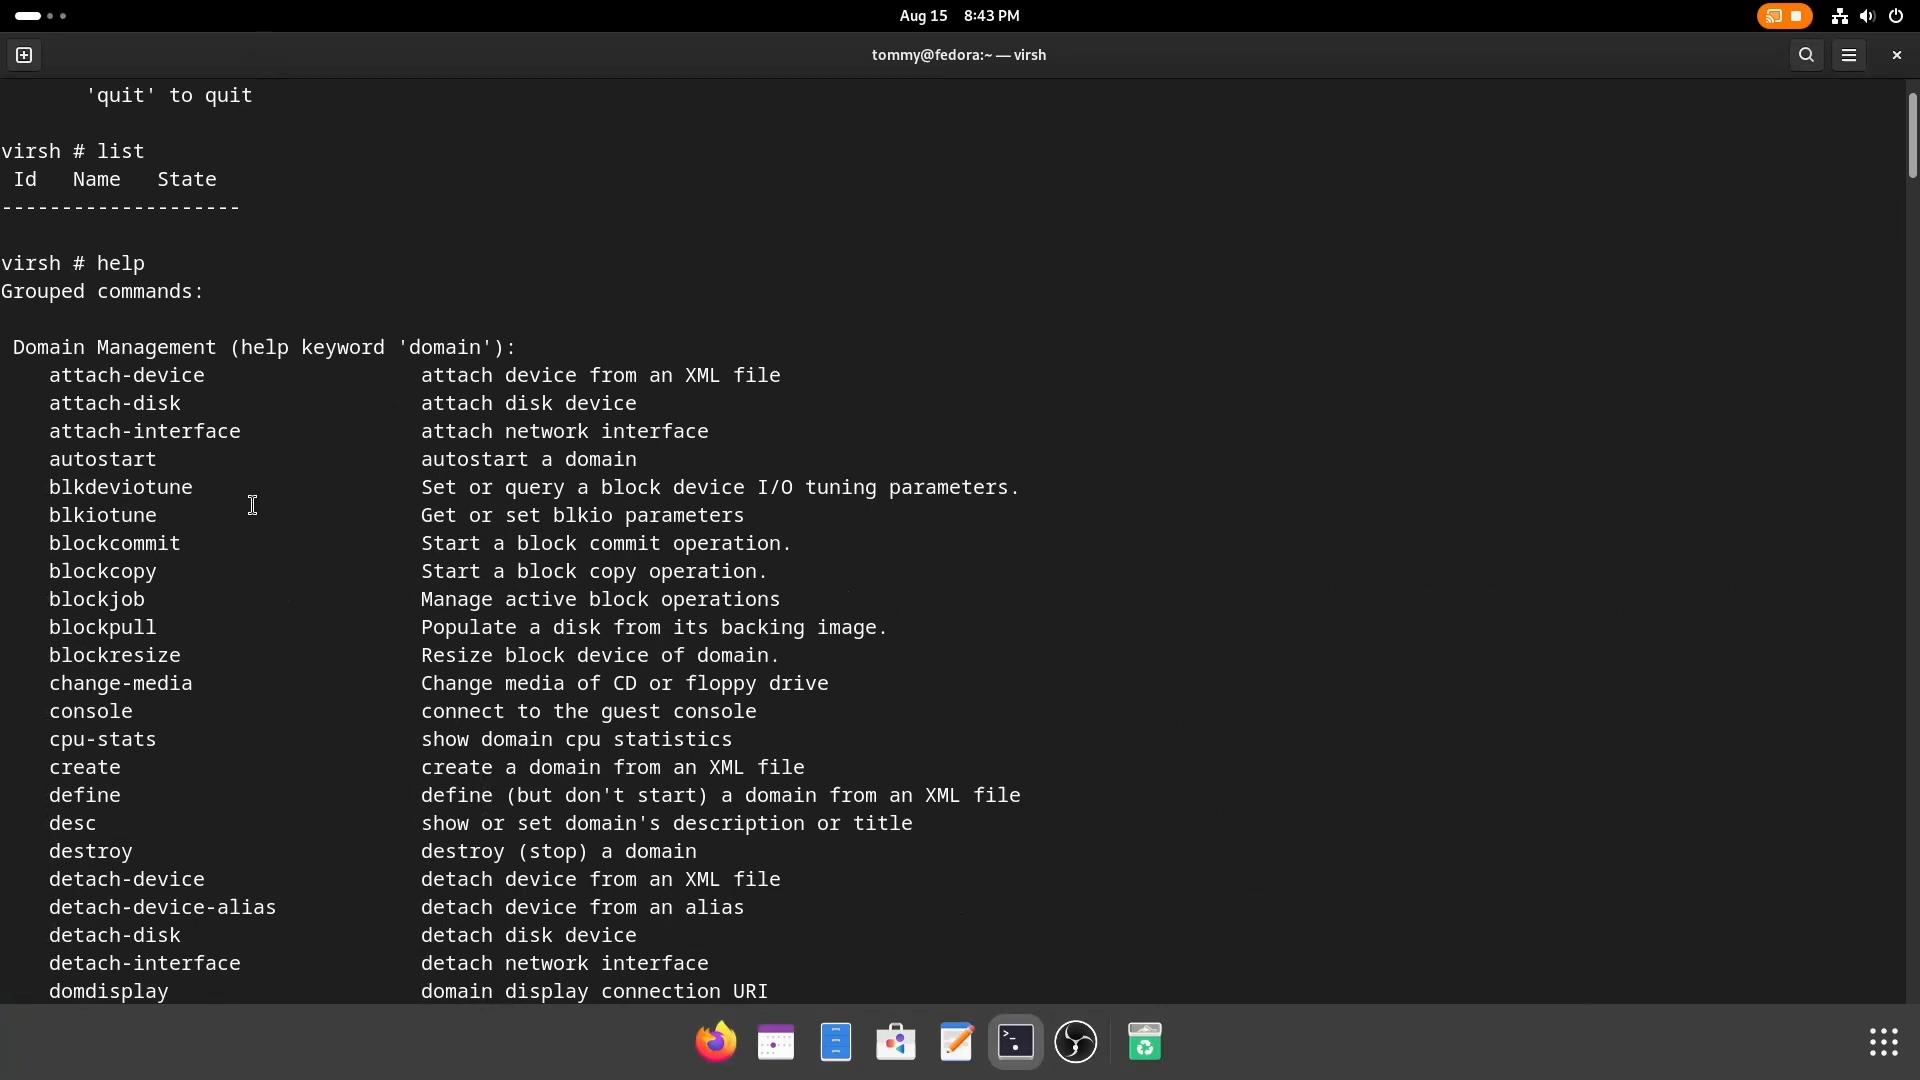 Aug 15 8:43 PM
tommy@fedora:~ — virsh
'quit' to quit
virsh # list
Id Name State
--------------------
virsh # help
Grouped commands:
Domain Management (help keyword 'domain'):
attach-device attach device from an XML file
attach-disk attach disk device
attach-interface attach network interface
autostart autostart a domain
blkdeviotune Set or query a block device I/O tuning parameters.
blkiotune Get or set blkio parameters
blockcommit Start a block commit operation.
blockcopy Start a block copy operation.
blockjob Manage active block operations
blockpull Populate a disk from its backing image.
blockresize Resize block device of domain.
change-media Change media of CD or floppy drive
console connect to the guest console
cpu-stats show domain cpu statistics
create create a domain from an XML file
define define (but don't start) a domain from an XML file
desc show or set domain's description or title
destroy destroy (stop) a domain
detach-device detach device from an XML file
detach-device-alias detach device from an alias
detach-disk detach disk device
detach-interface detach network interface
domdisplay domain display connection URI